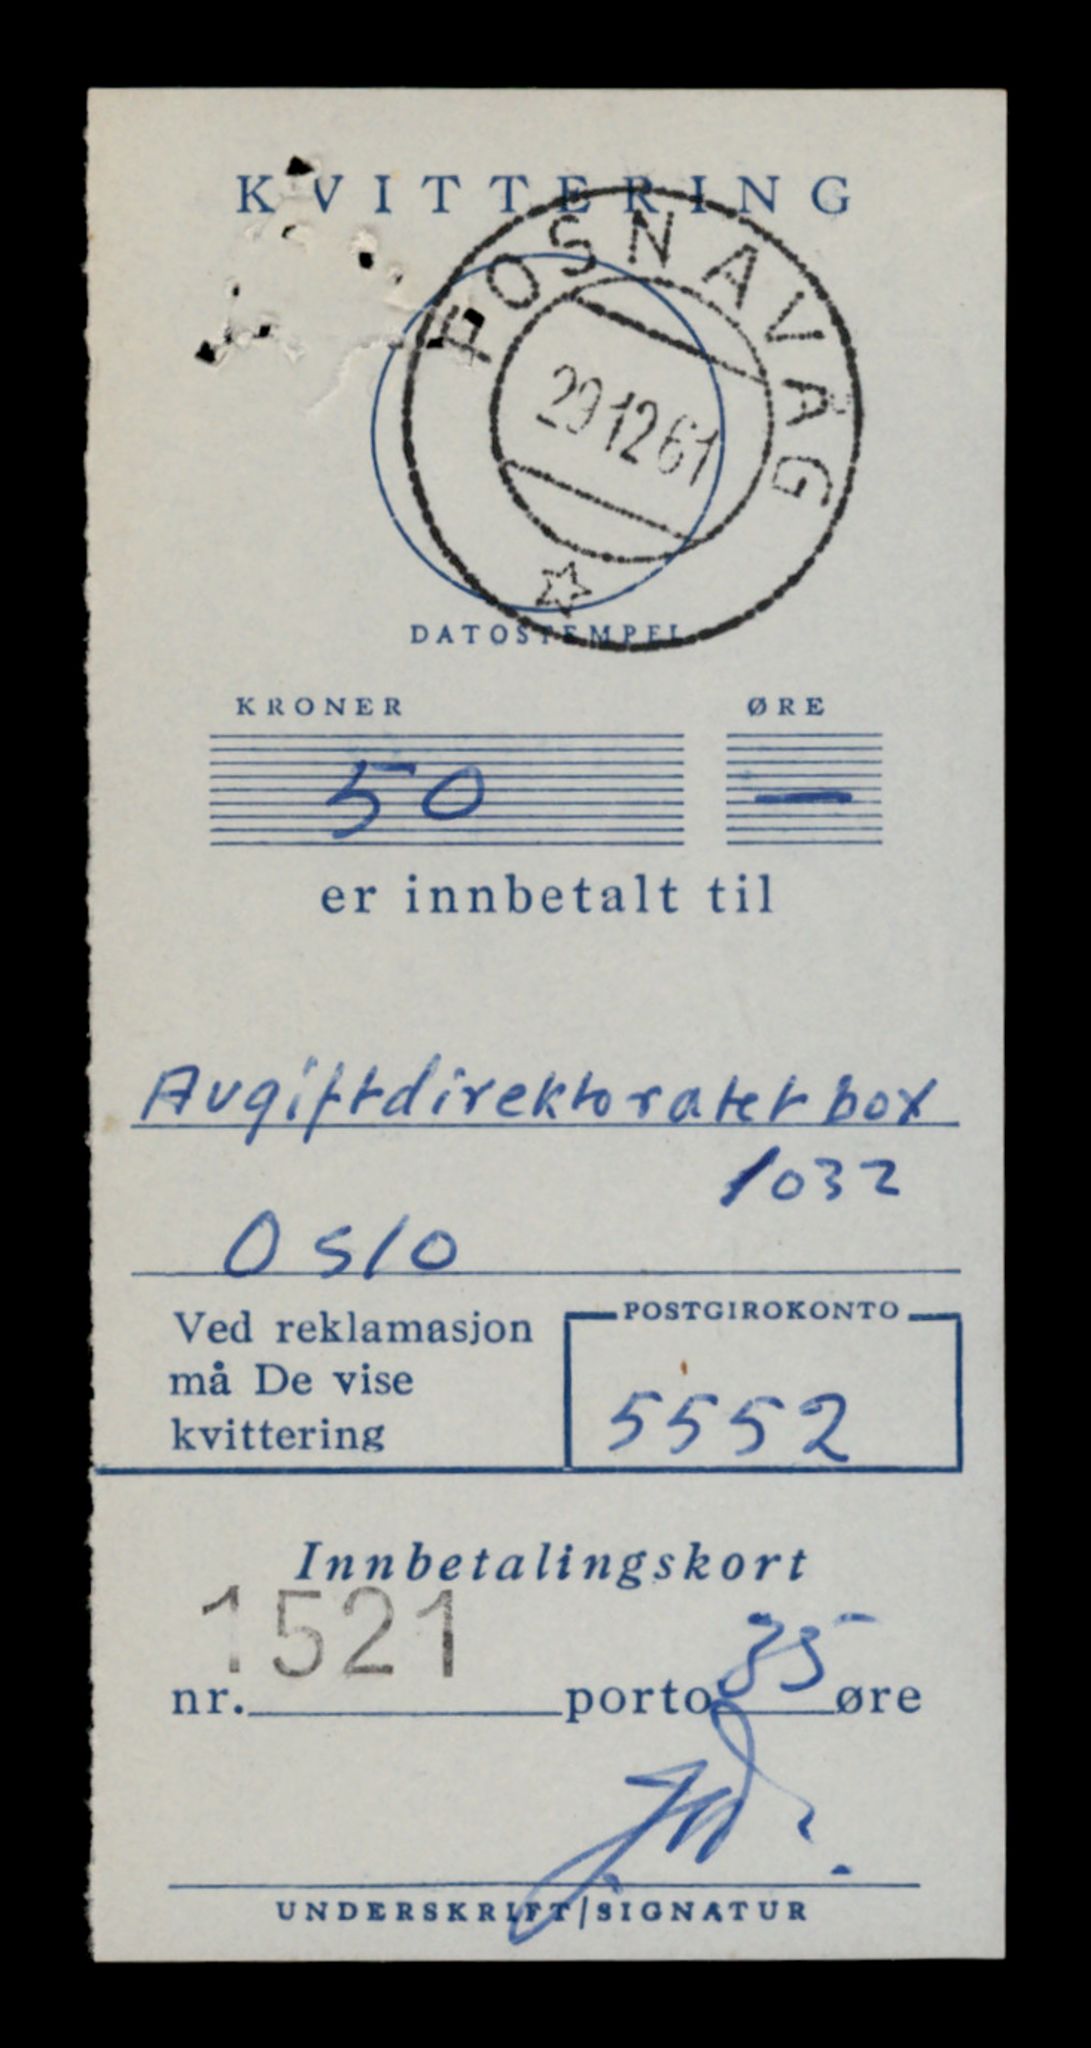 KVITTERING
FOSNAVÅG
29 12 61
DATOSTEMPEL
KRONER ØRE
50 —
er innbetalt til
Avgiftdirektoratet box
1032
Oslo
Ved reklamasjon
må De vise
kvittering
POSTGIROKONTO
5552
Innbetalingskort
nr. 1521 porto 35 øre
UNDERSKRIFT/SIGNATUR